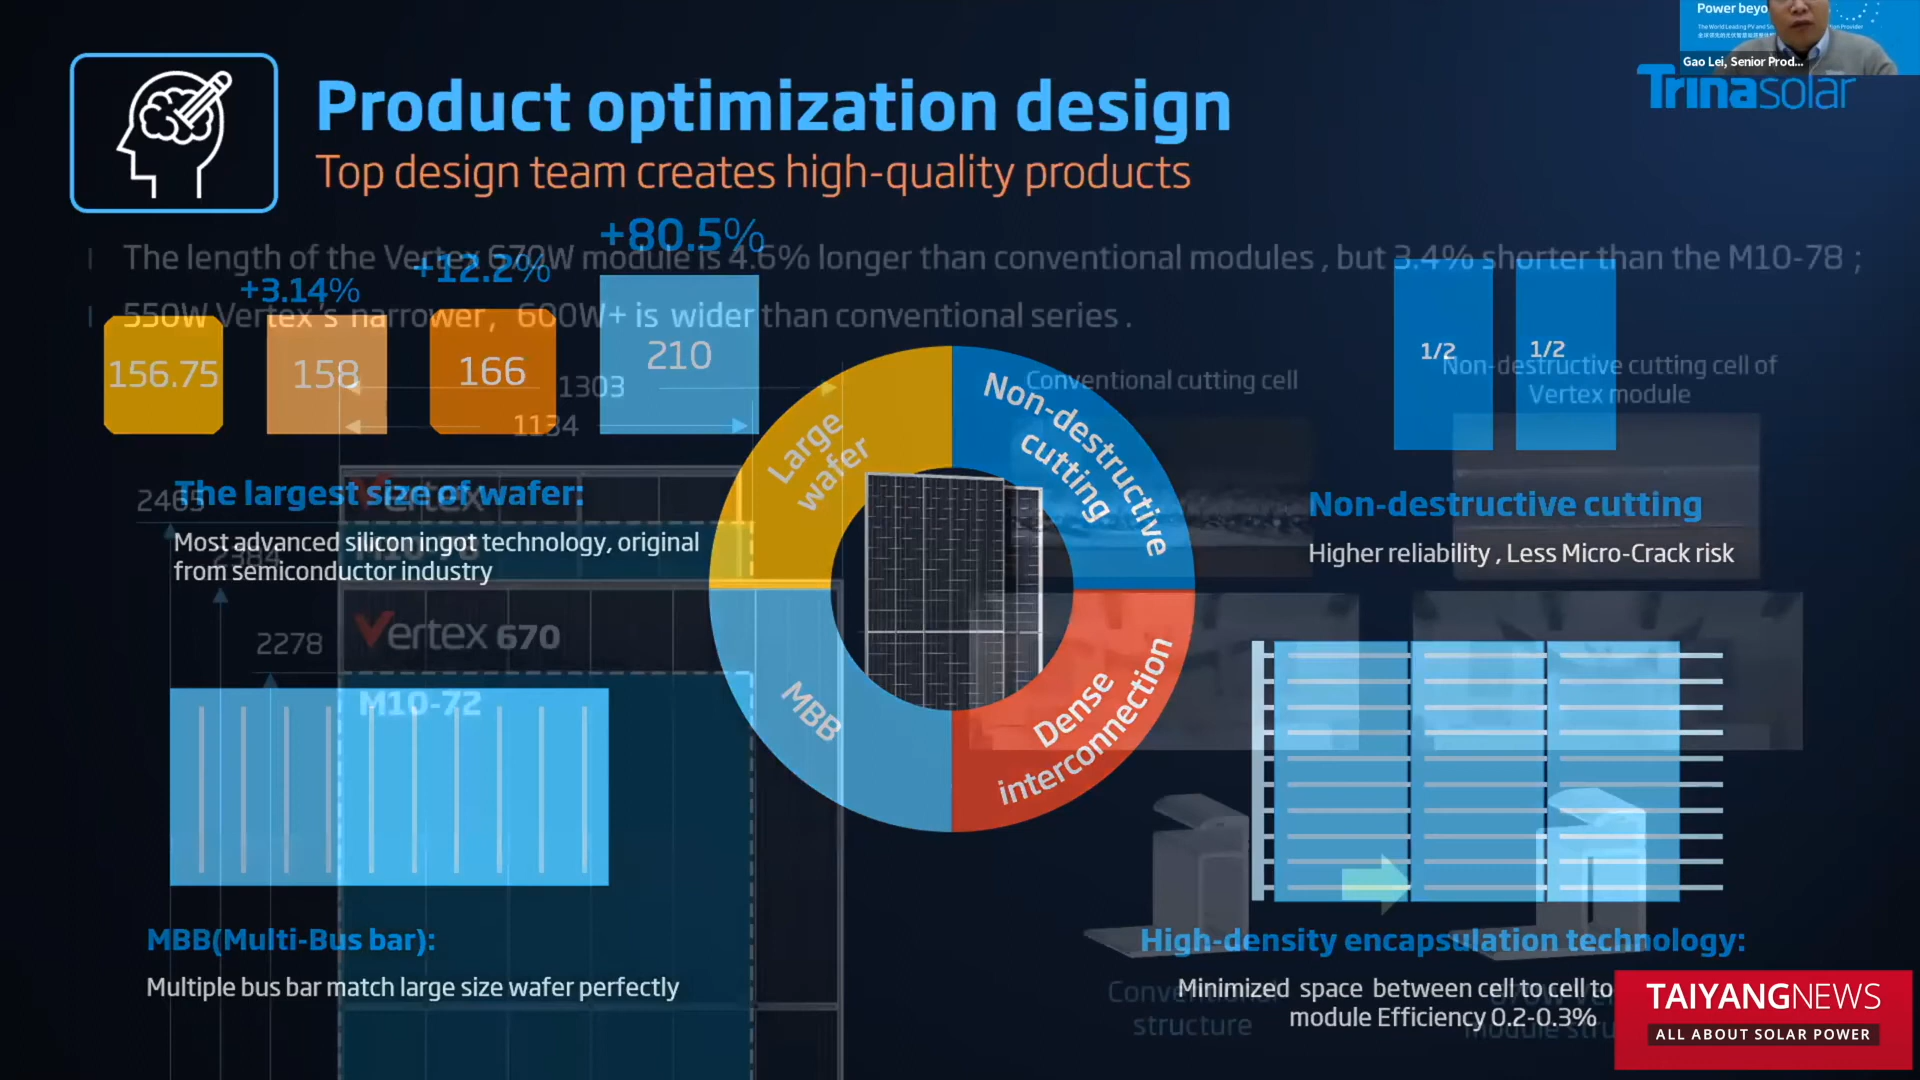 Power beyo
Gao Lei, Senior Prod...
Trinasolar
Product optimization design
Top design team creates high-quality products
The length of the Vertex 670W module is 4.6% longer than conventional modules , but 3.4% shorter than the M10-78 ;
550W Vertex's narrower, 600W+ is wider than conventional series .
+3.14%
+12.2%
+80.5%
156.75
158
166
210
1303
1134
Large
wafer
Non-destructive
cutting
MBB
Dense
interconnection
Conventional cutting cell
1/2
1/2
Non-destructive cutting cell of
Vertex module
2465
Vertex
The largest size of wafer:
Most advanced silicon ingot technology, original
from semiconductor industry
2384
2278
Vertex 670
M10-72
Non-destructive cutting
Higher reliability , Less Micro-Crack risk
MBB(Multi-Bus bar):
Multiple bus bar match large size wafer perfectly
High-density encapsulation technology:
Minimized space between cell to cell to
module Efficiency 0.2-0.3%
Conventional
structure
TAIYANGNEWS
ALL ABOUT SOLAR POWER